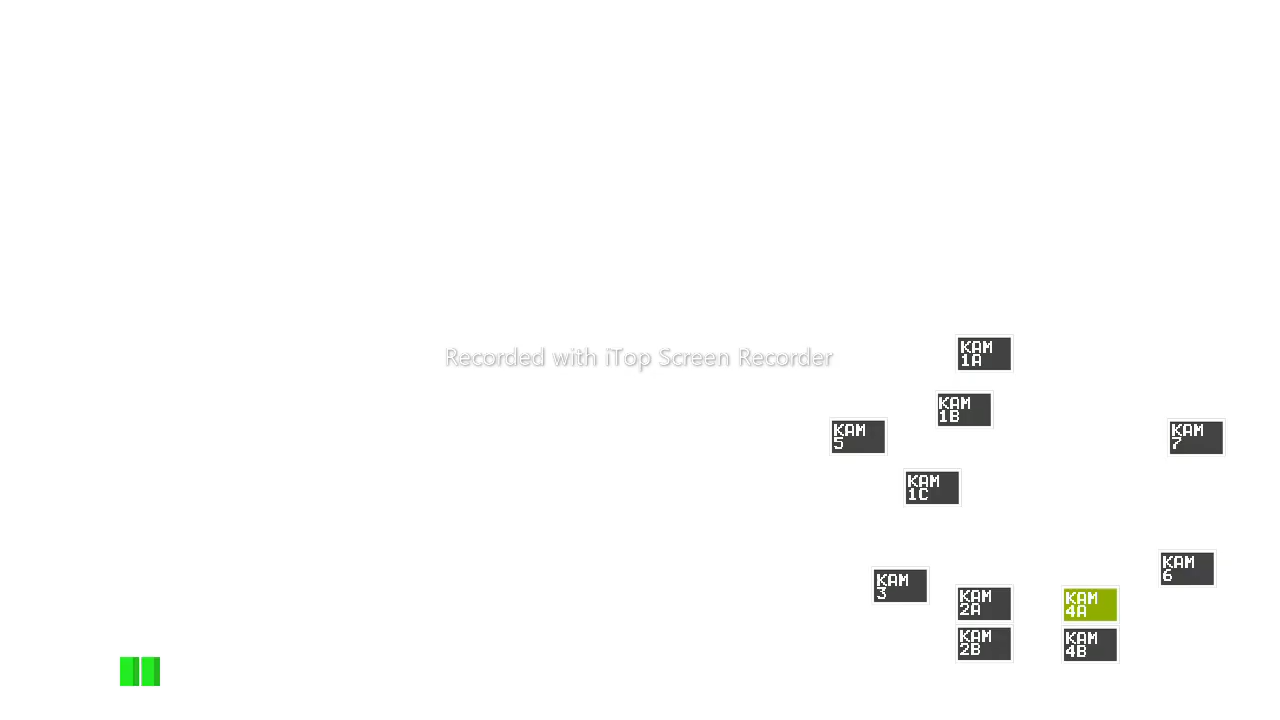 Recorded with iTop Screen Recorder
KAM
1A
KAM
1B
KAM
5
KAM
7
KAM
1C
KAM
6
KAM
3
KAM
2A
KAM
4A
KAM
2B
KAM
4B